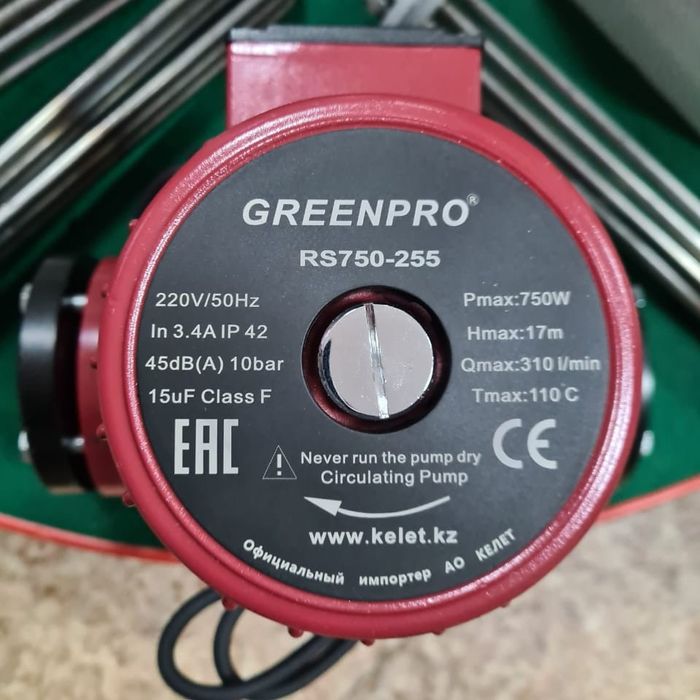 GREENPRO®
RS750-255
220V/50Hz
In 3.4A IP 42
45dB(A) 10bar
15uF Class F
Pmax:750W
Hmax:17m
Qmax:310 l/min
Tmax:110 C
EAC
Never run the pump dry
Circulating Pump
CE
www.kelet.kz
Официальный импортер АО КЕЛЕТ